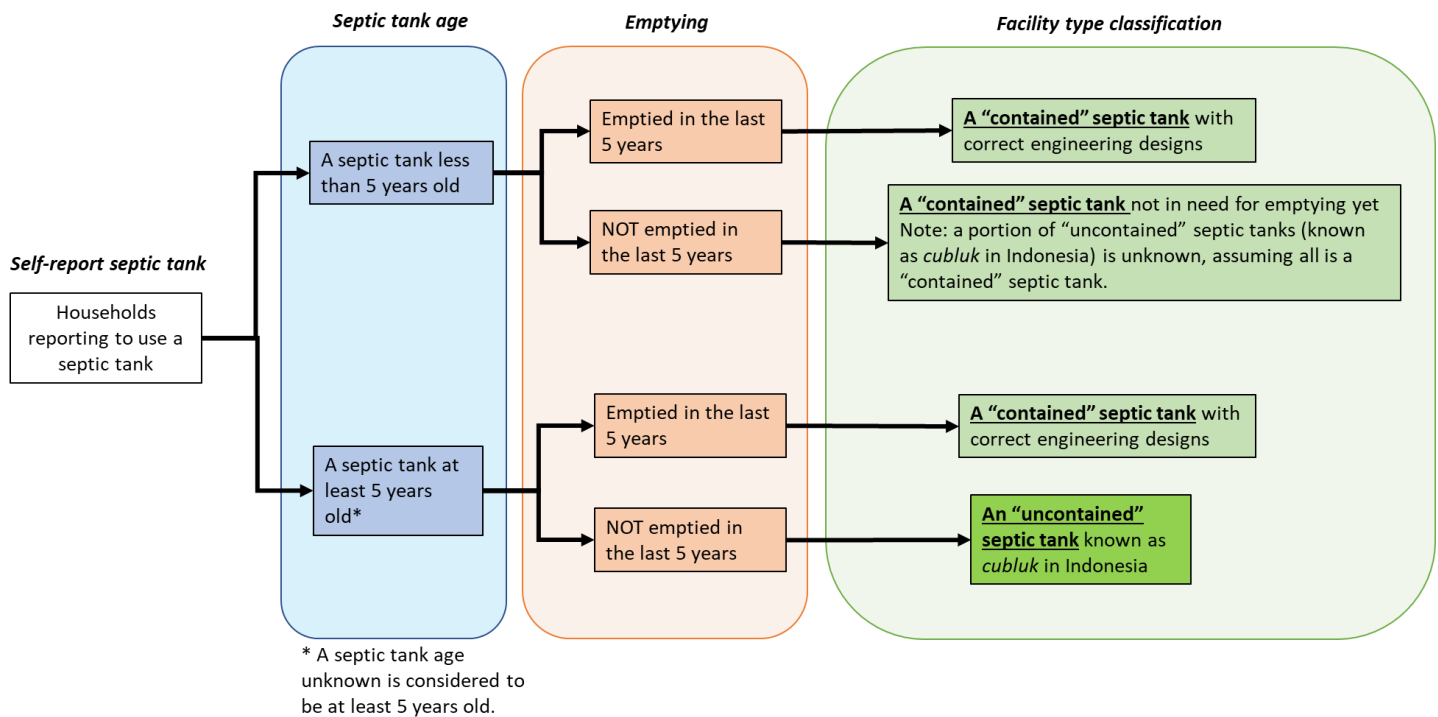 Septic tank age
Emptying
Facility type classification
Self-report septic tank
Households
reporting to use a
septic tank
A septic tank less
than 5 years old
A septic tank at
least 5 years
old*
Emptied in the last
5 years
NOT emptied in
the last 5 years
Emptied in the last
5 years
NOT emptied in
the last 5 years
A “contained” septic tank with
correct engineering designs
A “contained” septic tank not in need for emptying yet
Note: a portion of “uncontained” septic tanks (known
as cubluk in Indonesia) is unknown, assuming all is a
“contained” septic tank.
A “contained” septic tank with
correct engineering designs
An “uncontained”
septic tank known as
cubluk in Indonesia
* A septic tank age
unknown is considered to
be at least 5 years old.